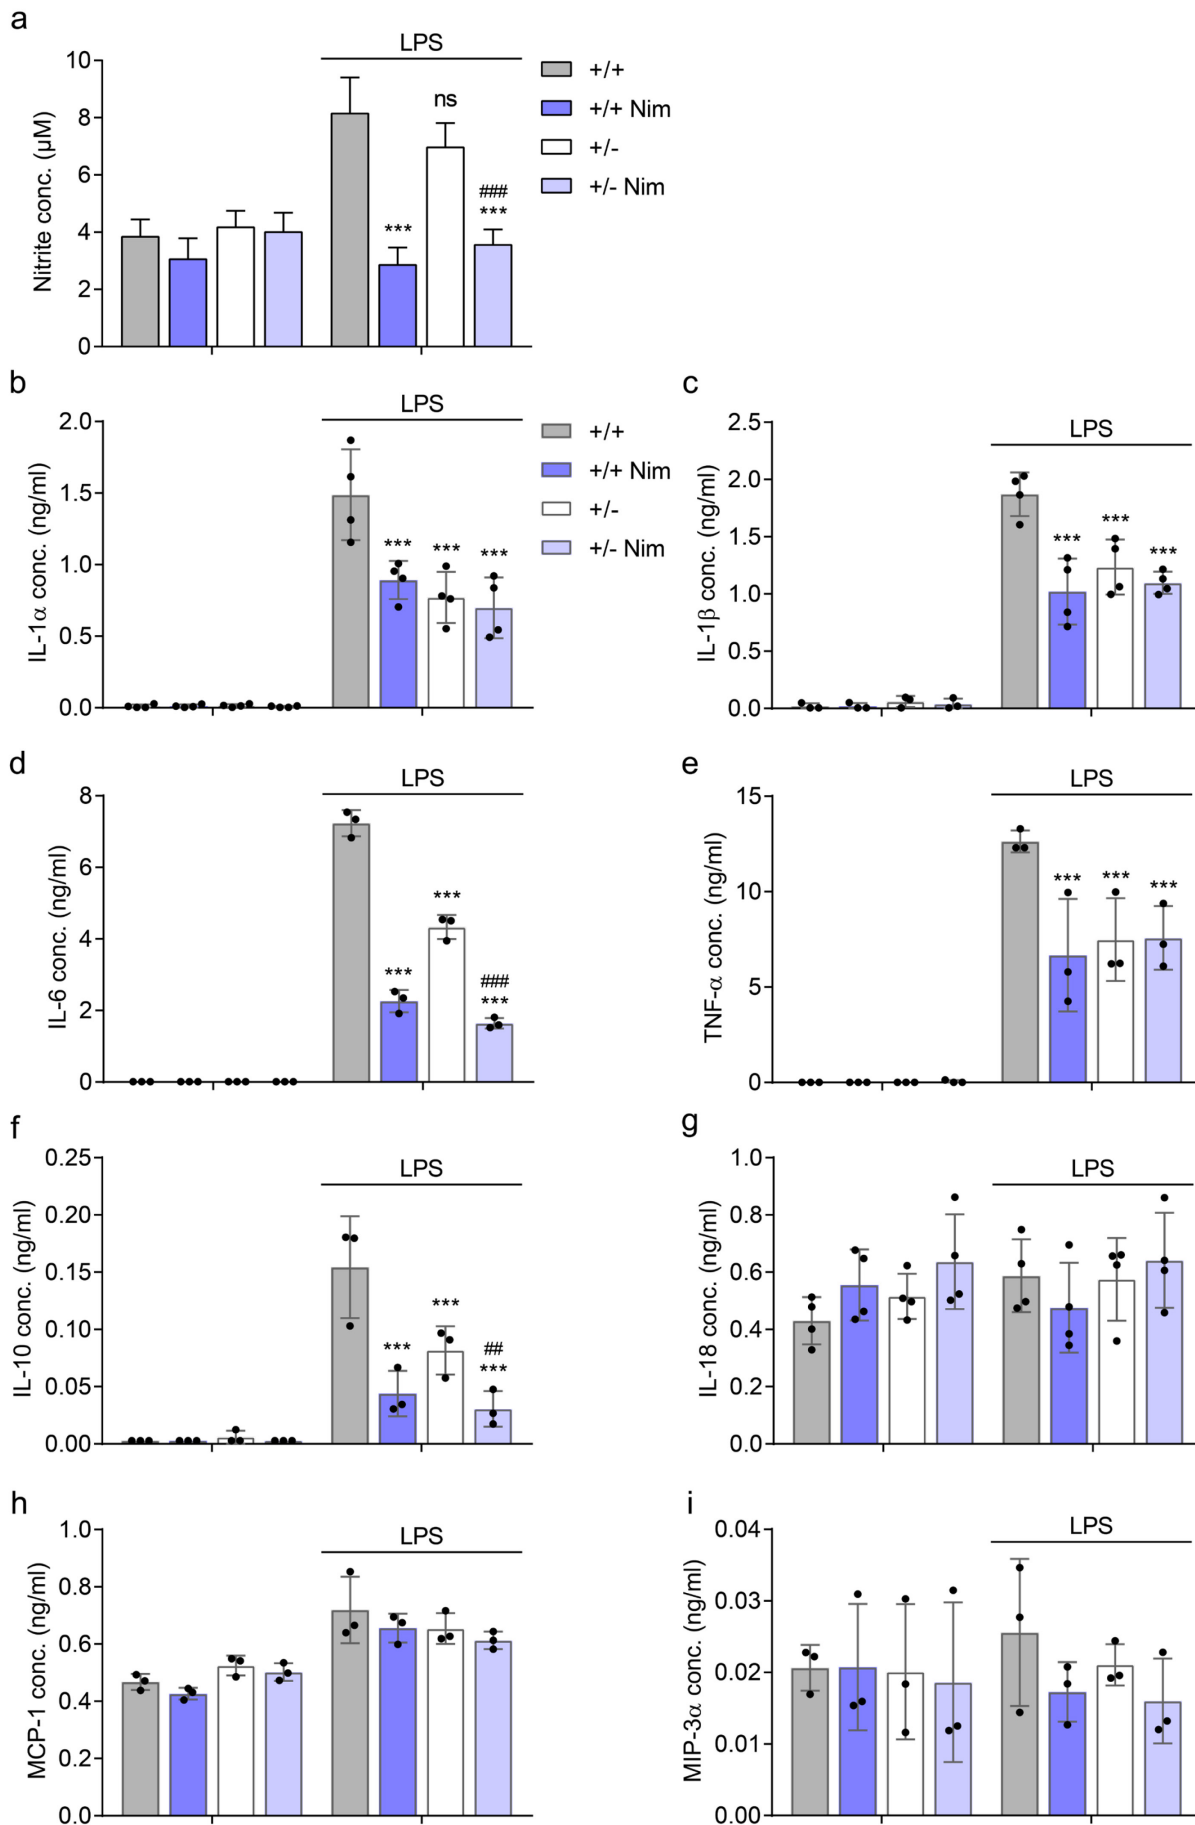 a
LPS
Nitrite conc. (µM)
10
8
6
4
2
0
***
ns
###
***
+/+
+/+ Nim
+/-
+/- Nim
b
LPS
IL-1α conc. (ng/ml)
2.0
1.5
1.0
0.5
0.0
***
***
***
+/+
+/+ Nim
+/-
+/- Nim
c
LPS
IL-1β conc. (ng/ml)
2.5
2.0
1.5
1.0
0.5
0.0
***
***
***
d
LPS
IL-6 conc. (ng/ml)
8
6
4
2
0
***
***
###
***
e
LPS
TNF-α conc. (ng/ml)
15
10
5
0
***
***
***
f
LPS
IL-10 conc. (ng/ml)
0.25
0.20
0.15
0.10
0.05
0.00
***
***
##
***
g
LPS
IL-18 conc. (ng/ml)
1.0
0.8
0.6
0.4
0.2
0.0
h
LPS
MCP-1 conc. (ng/ml)
1.0
0.8
0.6
0.4
0.2
0.0
i
LPS
MIP-3α conc. (ng/ml)
0.04
0.03
0.02
0.01
0.00